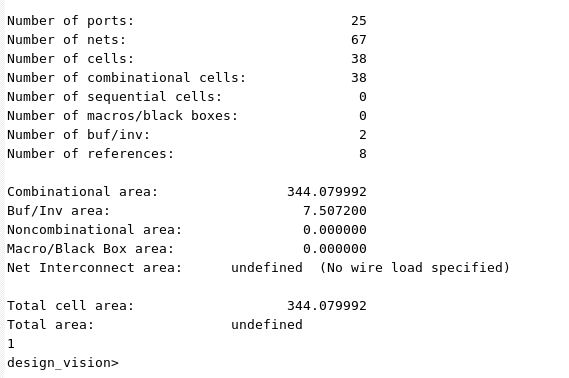 Number of ports: 25
Number of nets: 67
Number of cells: 38
Number of combinational cells: 38
Number of sequential cells: 0
Number of macros/black boxes: 0
Number of buf/inv: 2
Number of references: 8
Combinational area: 344.079992
Buf/Inv area: 7.507200
Noncombinational area: 0.000000
Macro/Black Box area: 0.000000
Net Interconnect area: undefined (No wire load specified)
Total cell area: 344.079992
Total area: undefined
1
design_vision>